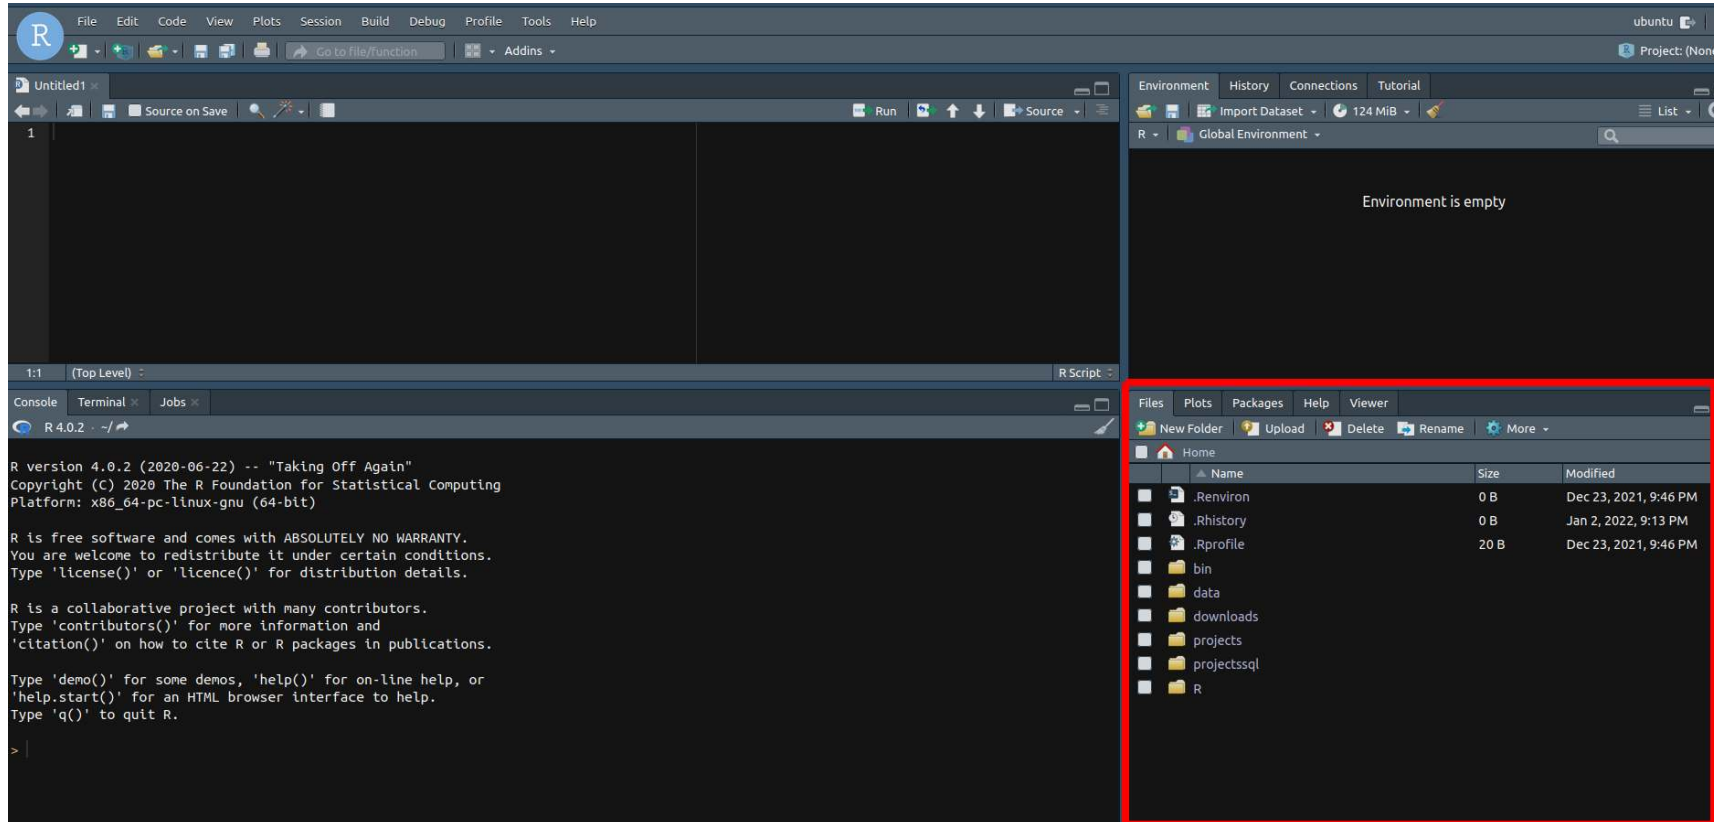 R File Edit Code View Plots Session Build Debug Profile Tools Help ubuntu
Go to file/function Addins Project: (None
Untitled1
Source on Save Run Source
1
1:1 (Top Level) R Script
Environment History Connections Tutorial
Import Dataset 124 MiB List
R Global Environment
Environment is empty
Console Terminal Jobs
R 4.0.2 · ~/
R version 4.0.2 (2020-06-22) -- "Taking Off Again"
Copyright (C) 2020 The R Foundation for Statistical Computing
Platform: x86_64-pc-linux-gnu (64-bit)
R is free software and comes with ABSOLUTELY NO WARRANTY.
You are welcome to redistribute it under certain conditions.
Type 'license()' or 'licence()' for distribution details.
R is a collaborative project with many contributors.
Type 'contributors()' for more information and
'citation()' on how to cite R or R packages in publications.
Type 'demo()' for some demos, 'help()' for on-line help, or
'help.start()' for an HTML browser interface to help.
Type 'q()' to quit R.
>
Files Plots Packages Help Viewer
New Folder Upload Delete Rename More
Home
Name Size Modified
.Renviron 0 B Dec 23, 2021, 9:46 PM
.Rhistory 0 B Jan 2, 2022, 9:13 PM
.Rprofile 20 B Dec 23, 2021, 9:46 PM
bin
data
downloads
projects
projectssql
R